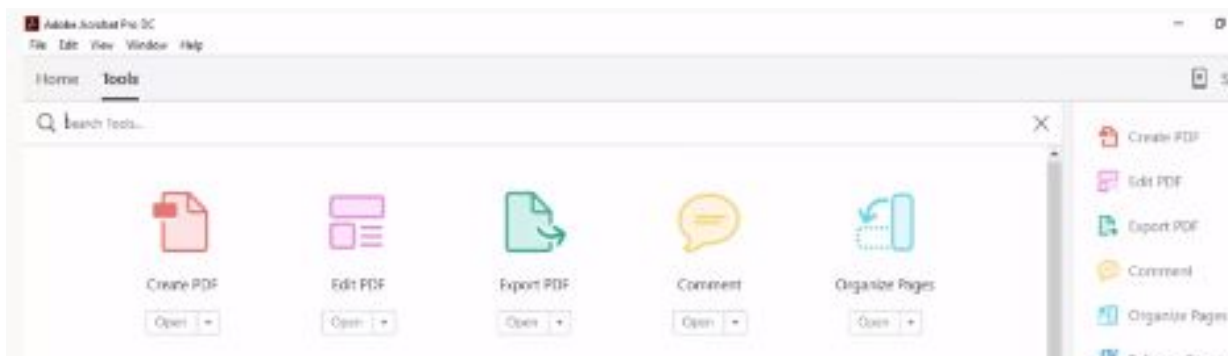 Adobe Acrobat Pro DC
File Edit View Window Help
Home Tools
Search Tools...
Create PDF
Edit PDF
Export PDF
Comment
Organize Pages
Open
Open
Open
Open
Open
Create PDF
Edit PDF
Export PDF
Comment
Organize Pages